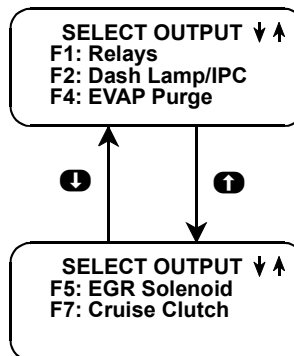 SELECT OUTPUT ↓ ↑
F1: Relays
F2: Dash Lamp/IPC
F4: EVAP Purge
SELECT OUTPUT ↓ ↑
F5: EGR Solenoid
F7: Cruise Clutch